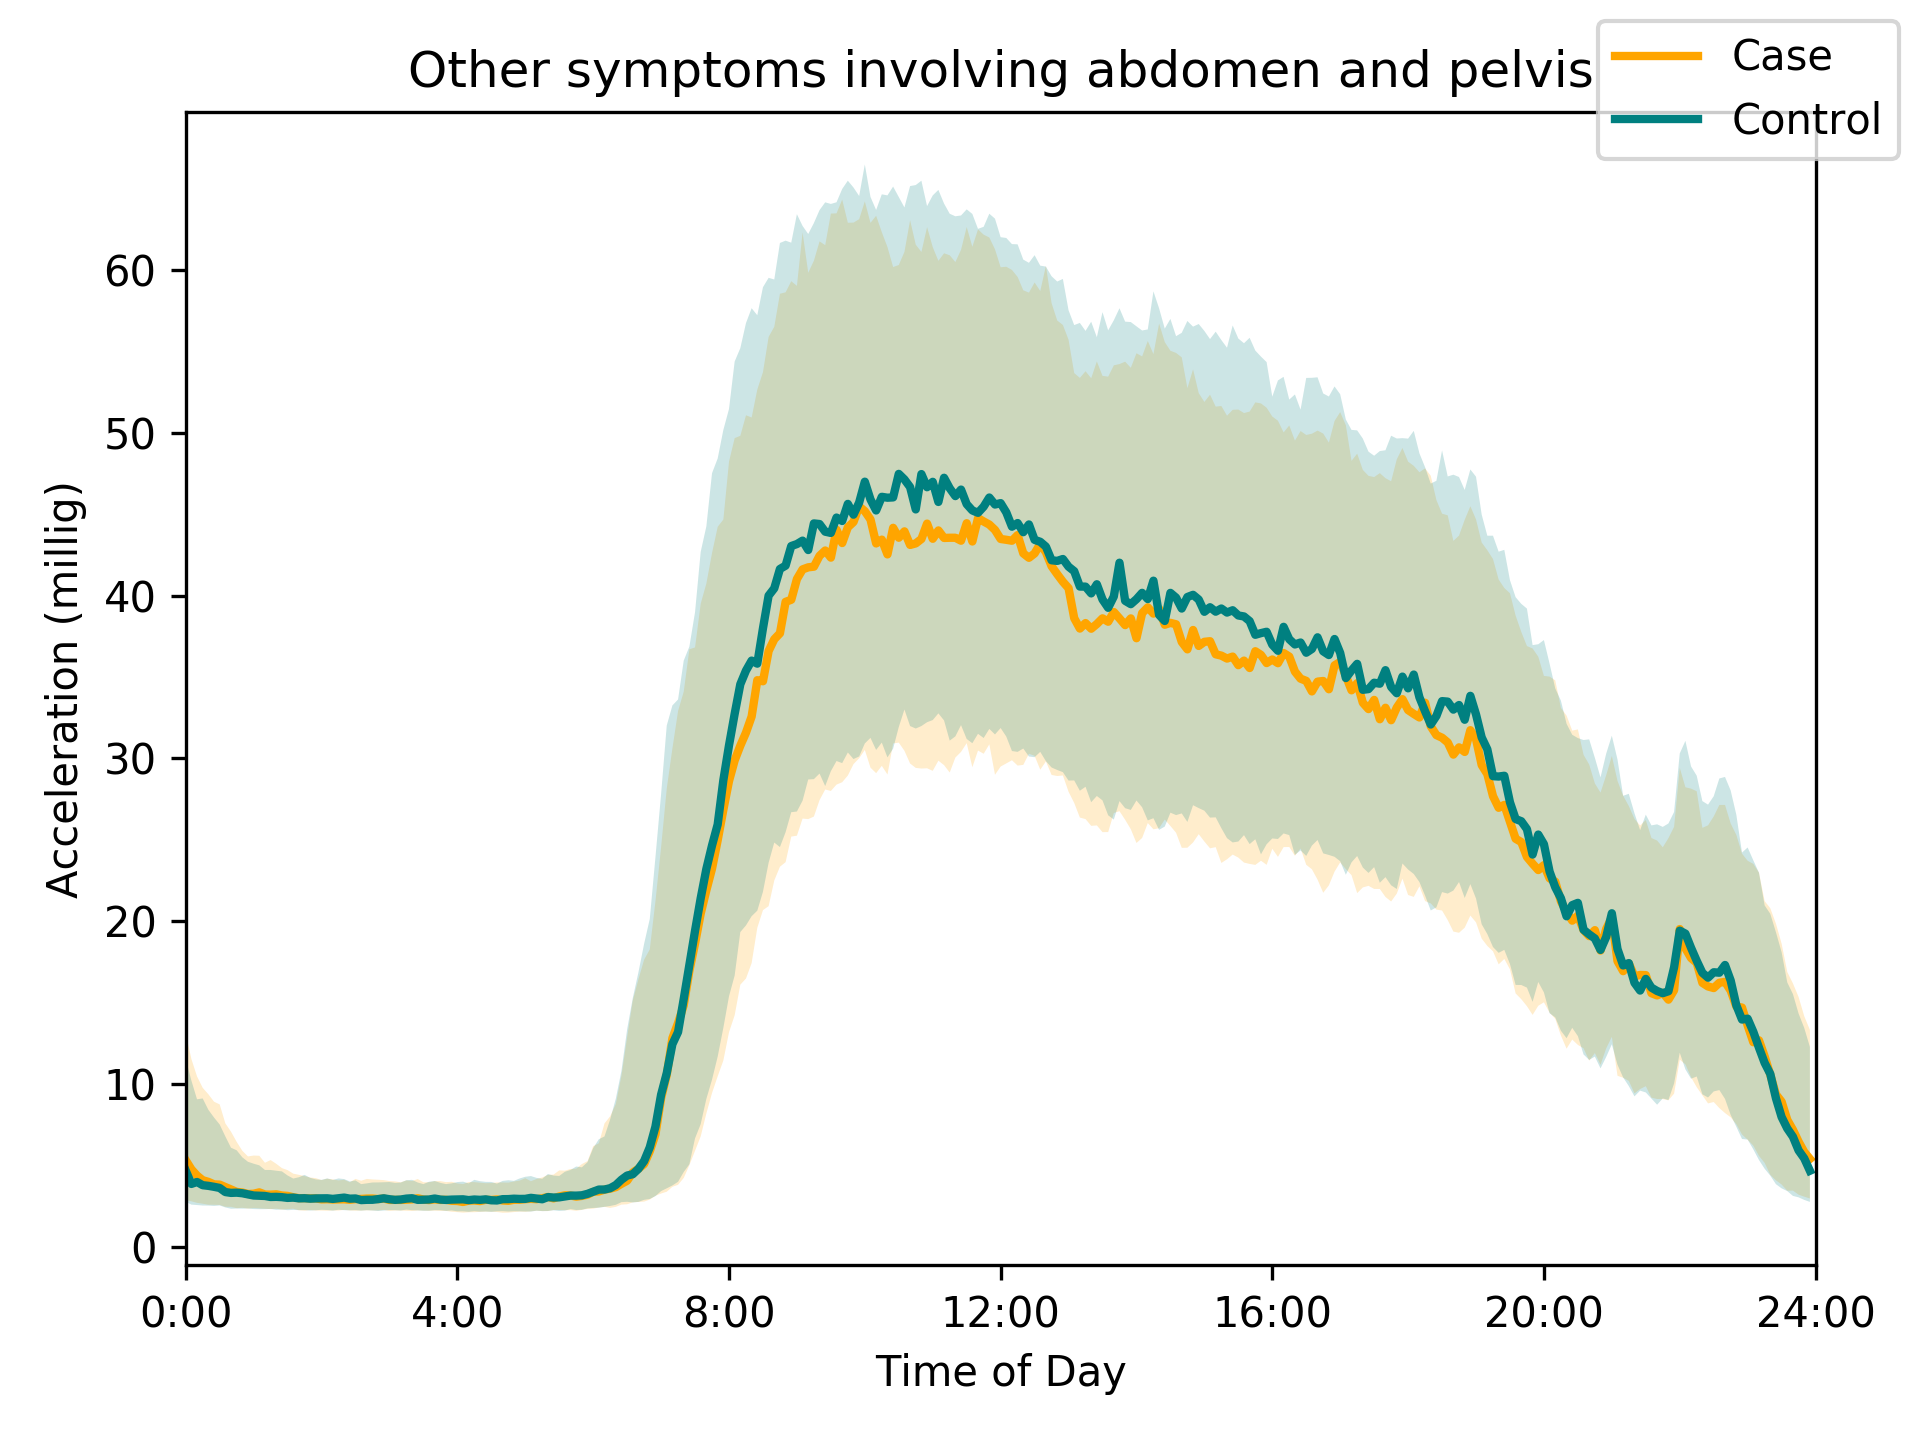 Other symptoms involving abdomen and pelvis
Case
Control
Acceleration (millig)
60
50
40
30
20
10
0
0:00 4:00 8:00 12:00 16:00 20:00 24:00
Time of Day